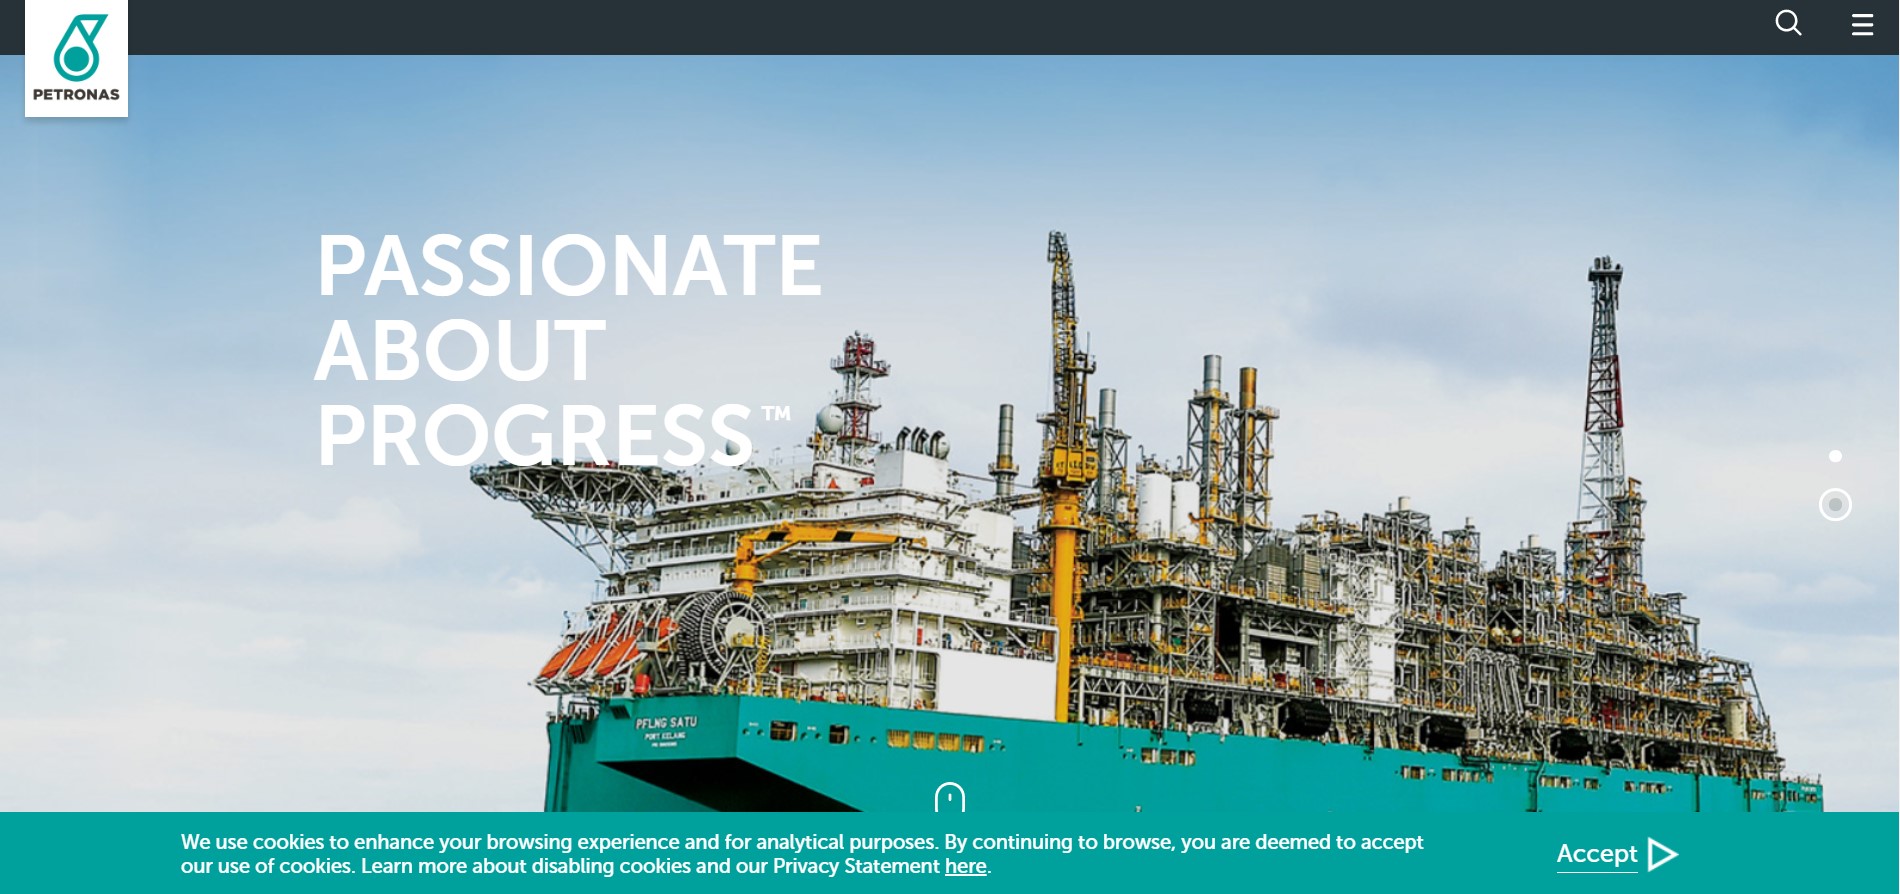 PETRONAS
PASSIONATE
ABOUT
PROGRESS™
PFLNG SATU
PORT KELANG
We use cookies to enhance your browsing experience and for analytical purposes. By continuing to browse, you are deemed to accept
our use of cookies. Learn more about disabling cookies and our Privacy Statement here.
Accept